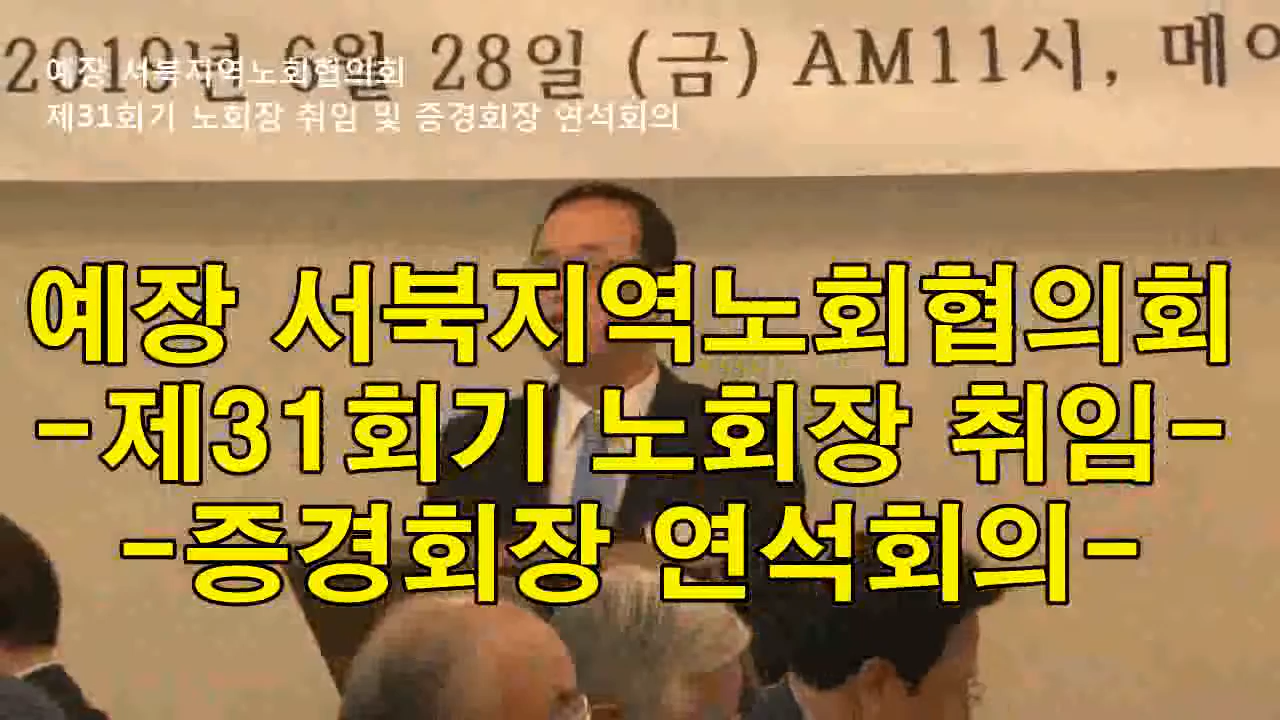 2019년 6월 28일 (금) AM11시, 메이
예장 서북지역노회협의회
제31회기 노회장 취임 및 증경회장 연석회의
예장 서북지역노회협의회
-제31회기 노회장 취임-
-증경회장 연석회의-